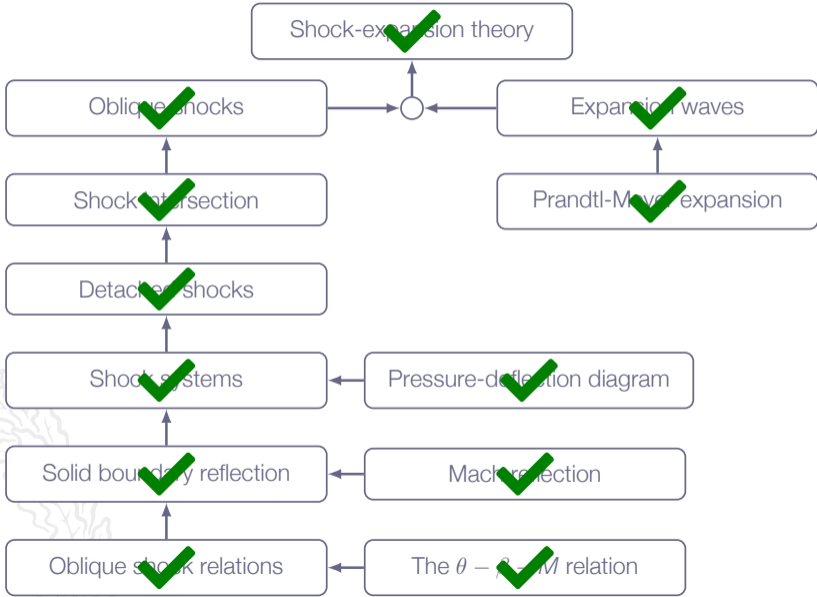 Shock-expansion theory
Oblique shocks
Expansion waves
Shock intersection
Prandtl-Meyer expansion
Detached shocks
Shock systems
Pressure-deflection diagram
Solid boundary reflection
Mach reflection
Oblique shock relations
The θ − β − M relation